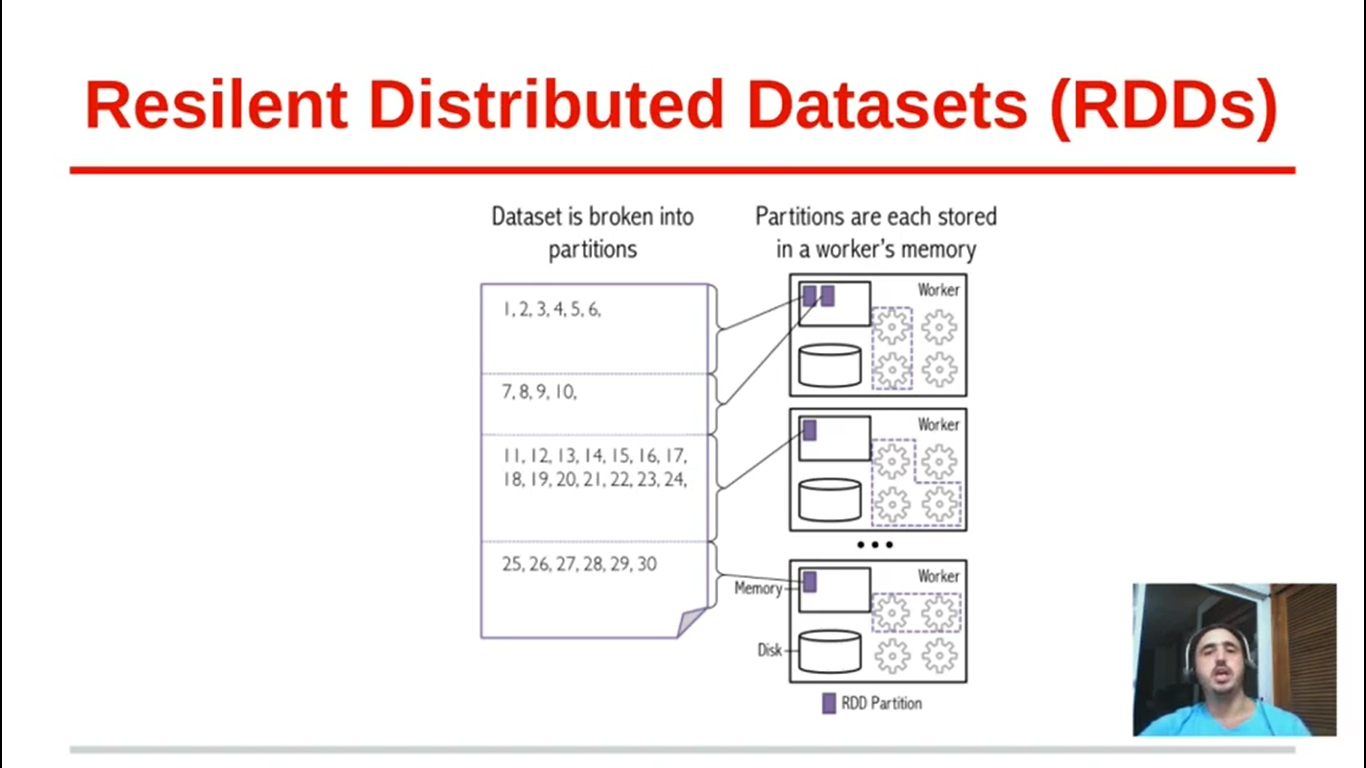 Resilent Distributed Datasets (RDDs)
Dataset is broken into
partitions
Partitions are each stored
in a worker's memory
1, 2, 3, 4, 5, 6,
7, 8, 9, 10,
11, 12, 13, 14, 15, 16, 17,
18, 19, 20, 21, 22, 23, 24,
25, 26, 27, 28, 29, 30
Worker
Worker
•••
Worker
Memory
Disk
RDD Partition